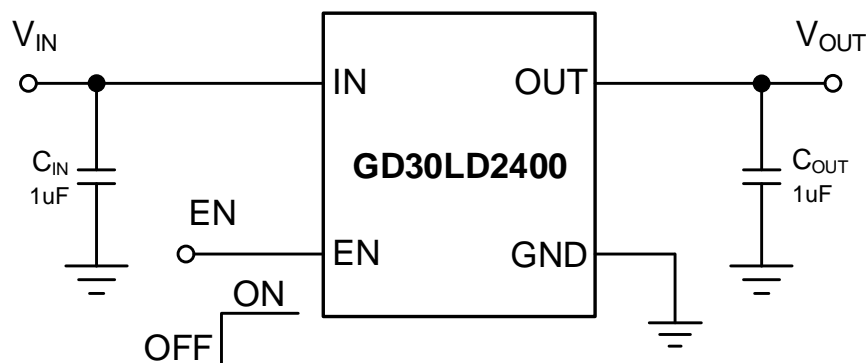 VIN
VOUT
IN
OUT
CIN
1uF
GD30LD2400
COUT
1uF
EN
EN
GND
ON
OFF